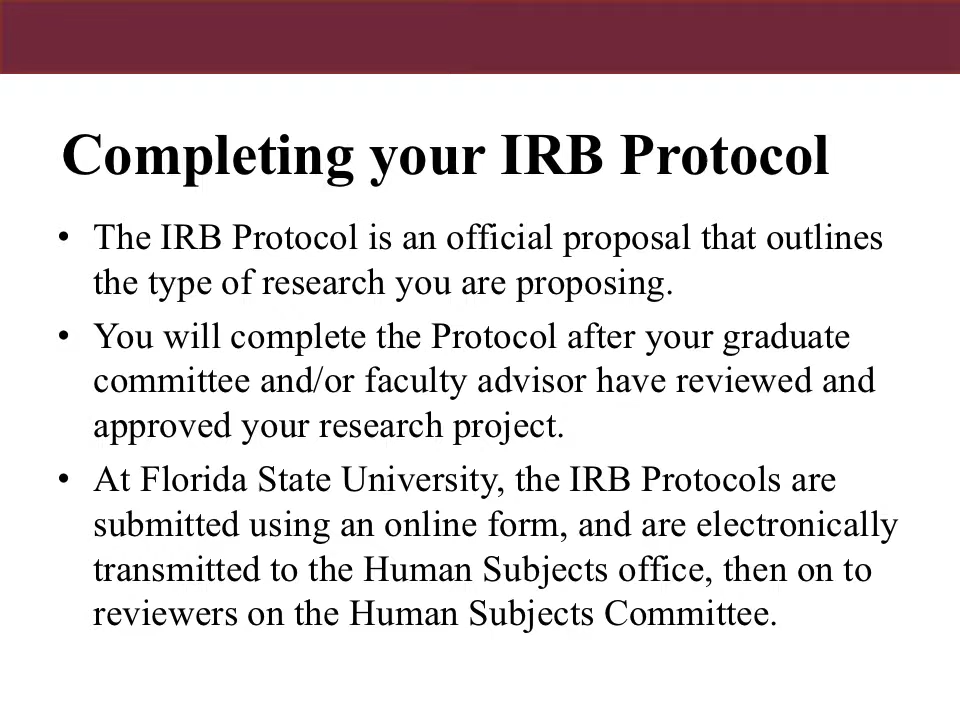 Completing your IRB Protocol
• The IRB Protocol is an official proposal that outlines
the type of research you are proposing.
• You will complete the Protocol after your graduate
committee and/or faculty advisor have reviewed and
approved your research project.
• At Florida State University, the IRB Protocols are
submitted using an online form, and are electronically
transmitted to the Human Subjects office, then on to
reviewers on the Human Subjects Committee.